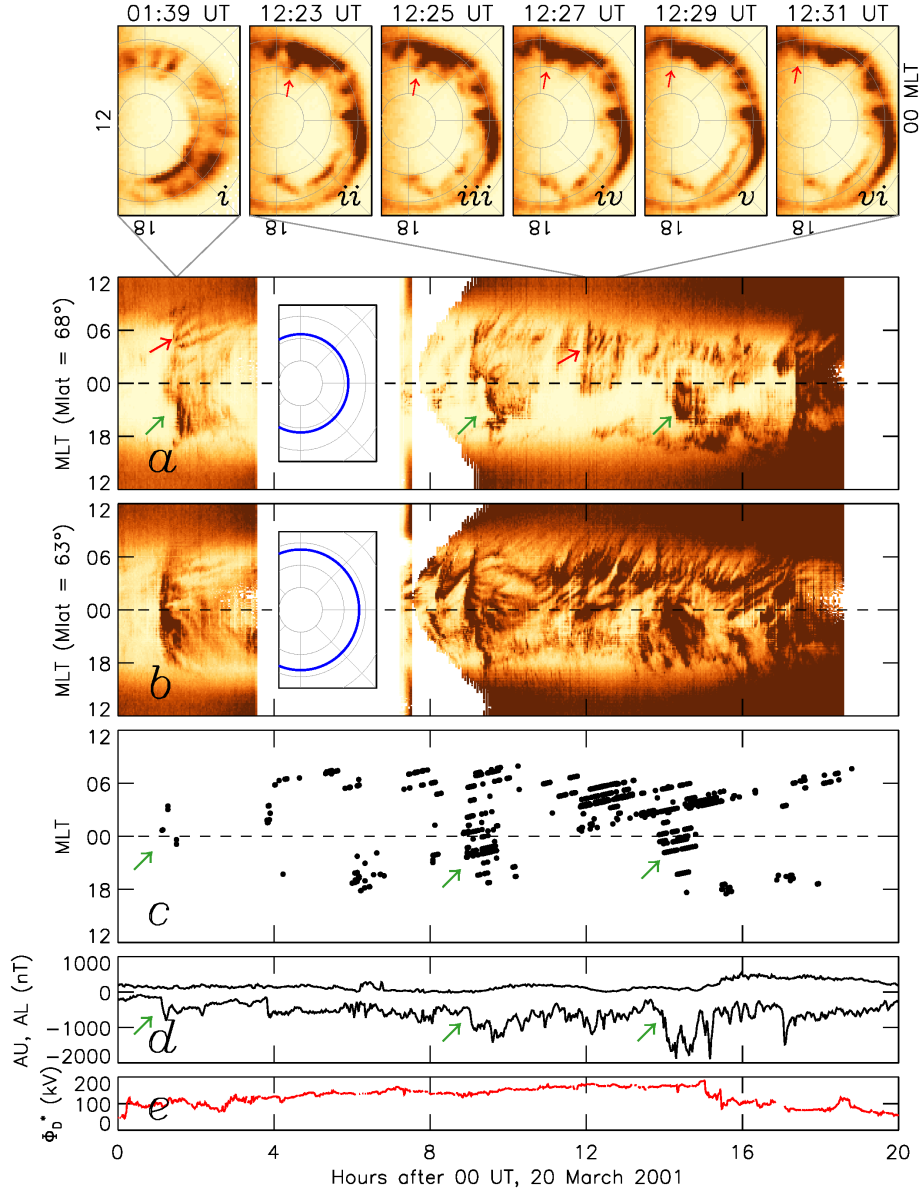 01:39 UT 12:23 UT 12:25 UT 12:27 UT 12:29 UT 12:31 UT
12 i ii iii iv v vi 00 MLT
18 18 18 18 18 18
MLT (Mlat = 68°)
12
06
00
18
12
a
MLT (Mlat = 63°)
12
06
00
18
12
b
MLT
12
06
00
18
12
c
AU, AL (nT)
1000
0
-1000
-2000
d
ΦD* (kV)
200
100
0
e
0 4 8 12 16 20
Hours after 00 UT, 20 March 2001